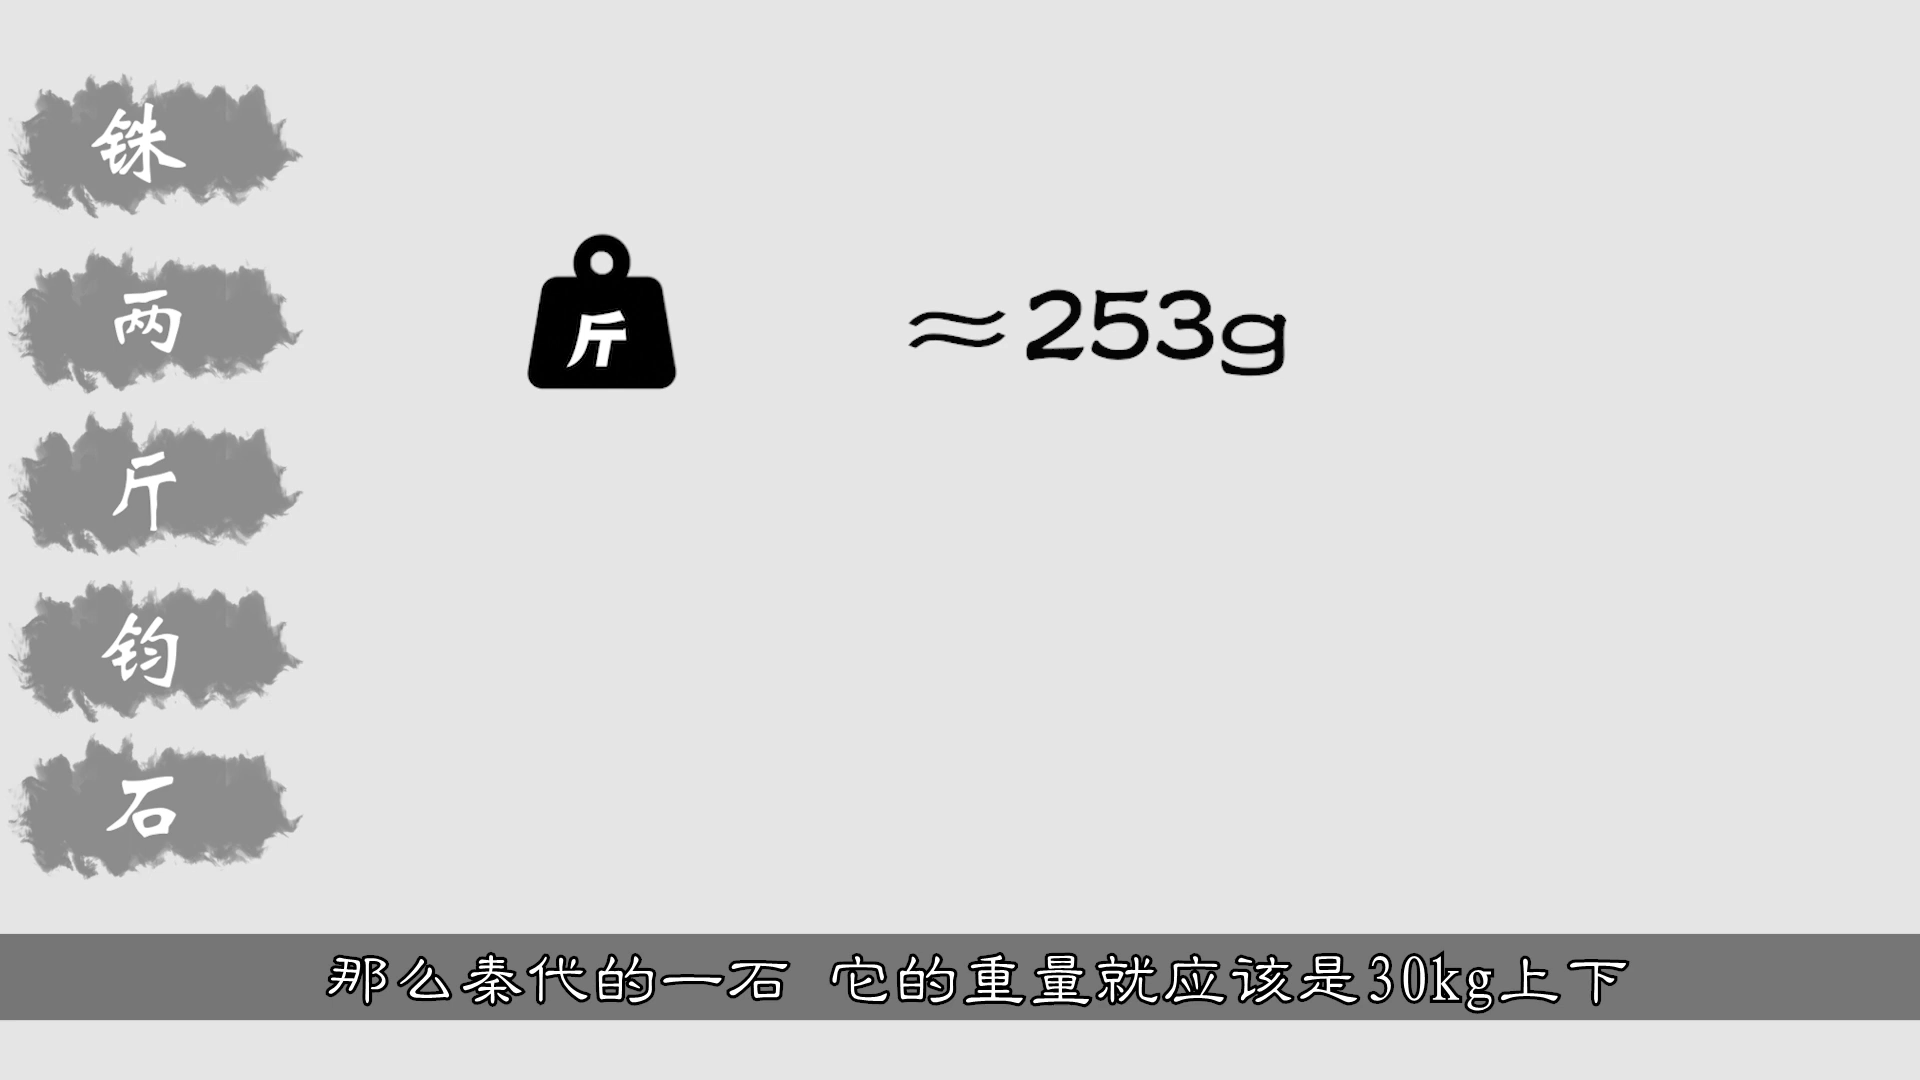 铢
两
斤
≈253g
斤
钧
石
那么秦代的一石 它的重量就应该是30kg上下